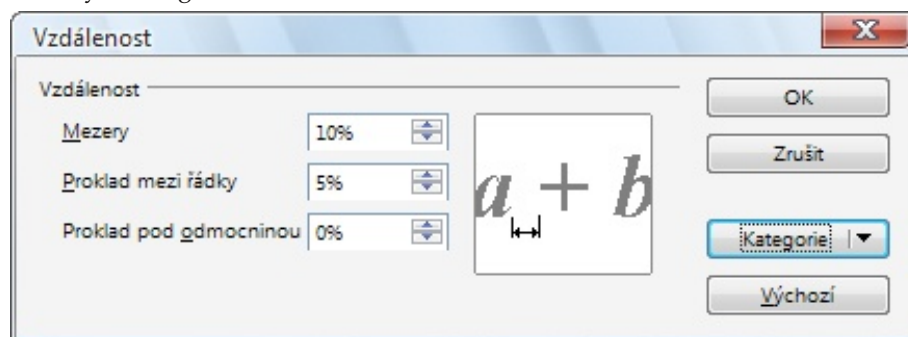 Vzdálenost
Vzdálenost
Mezery 10%
Proklad mezi řádky 5%
Proklad pod odmocninou 0%
a + b
OK
Zrušit
Kategorie
Výchozí